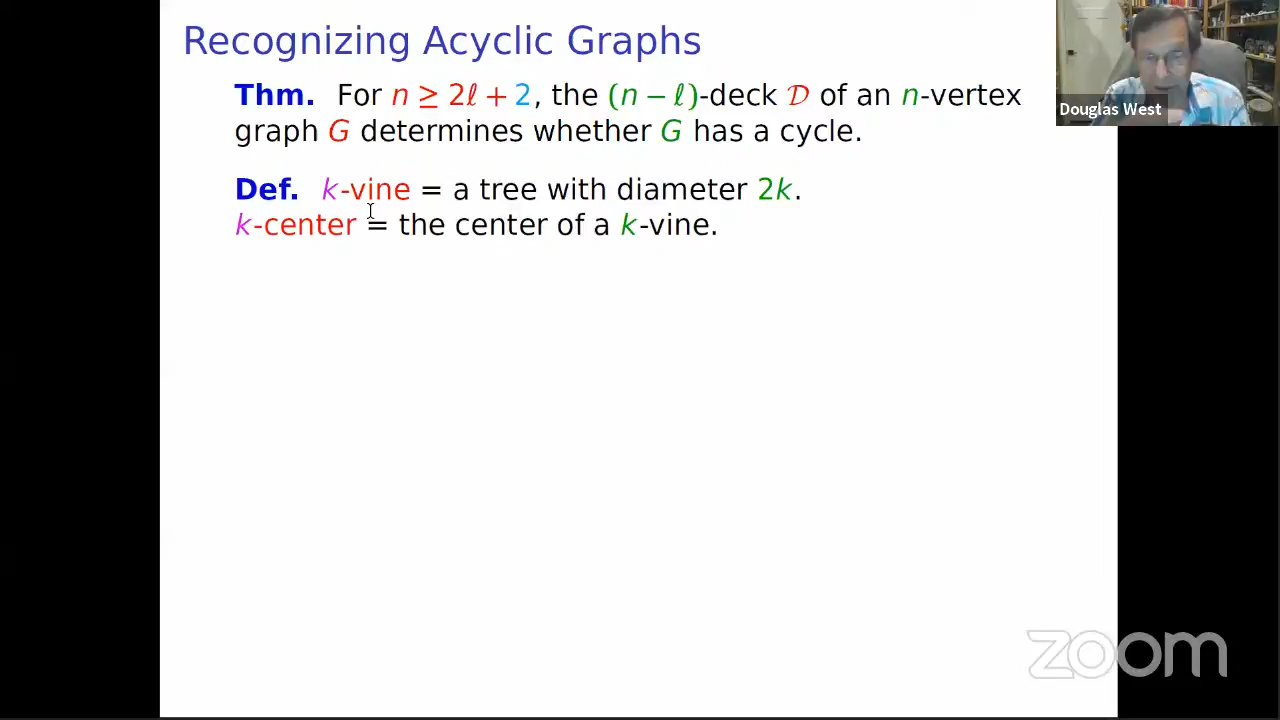 Recognizing Acyclic Graphs
Thm. For n ≥ 2ℓ + 2, the (n − ℓ)-deck 𝒟 of an n-vertex
graph G determines whether G has a cycle.
Def. k-vine = a tree with diameter 2k.
k-center = the center of a k-vine.
Douglas West
zoom